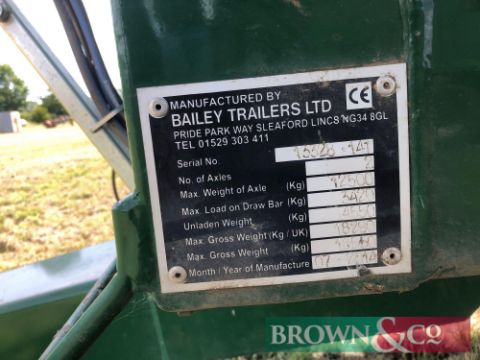 MANUFACTURED BY
BAILEY TRAILERS LTD
CE
PRIDE PARK WAY SLEAFORD LINCS NG34 8GL
TEL 01529 303 411
Serial No
No. of Axles 2
Max. Weight of Axle (Kg) 12500
Max. Load on Draw Bar (Kg)
Unladen Weight (Kg)
Max. Gross Weight (Kg / UK)
Max. Gross Weight (Kg)
Month / Year of Manufacture
BROWN&CO